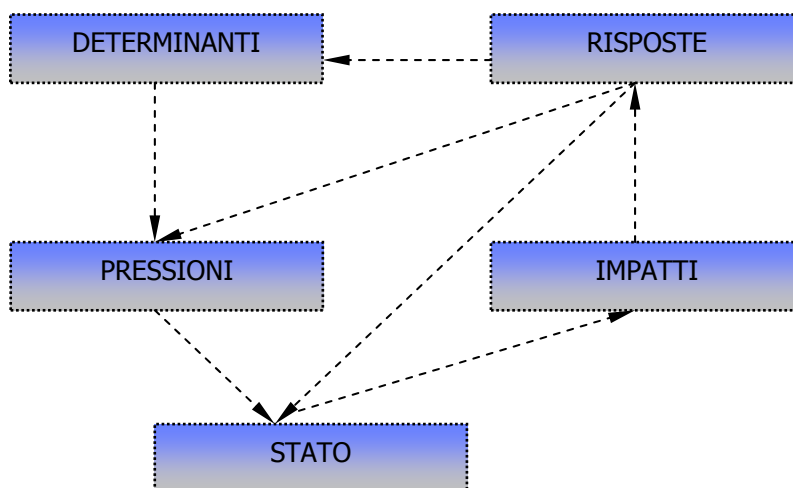 DETERMINANTI
RISPOSTE
PRESSIONI
IMPATTI
STATO